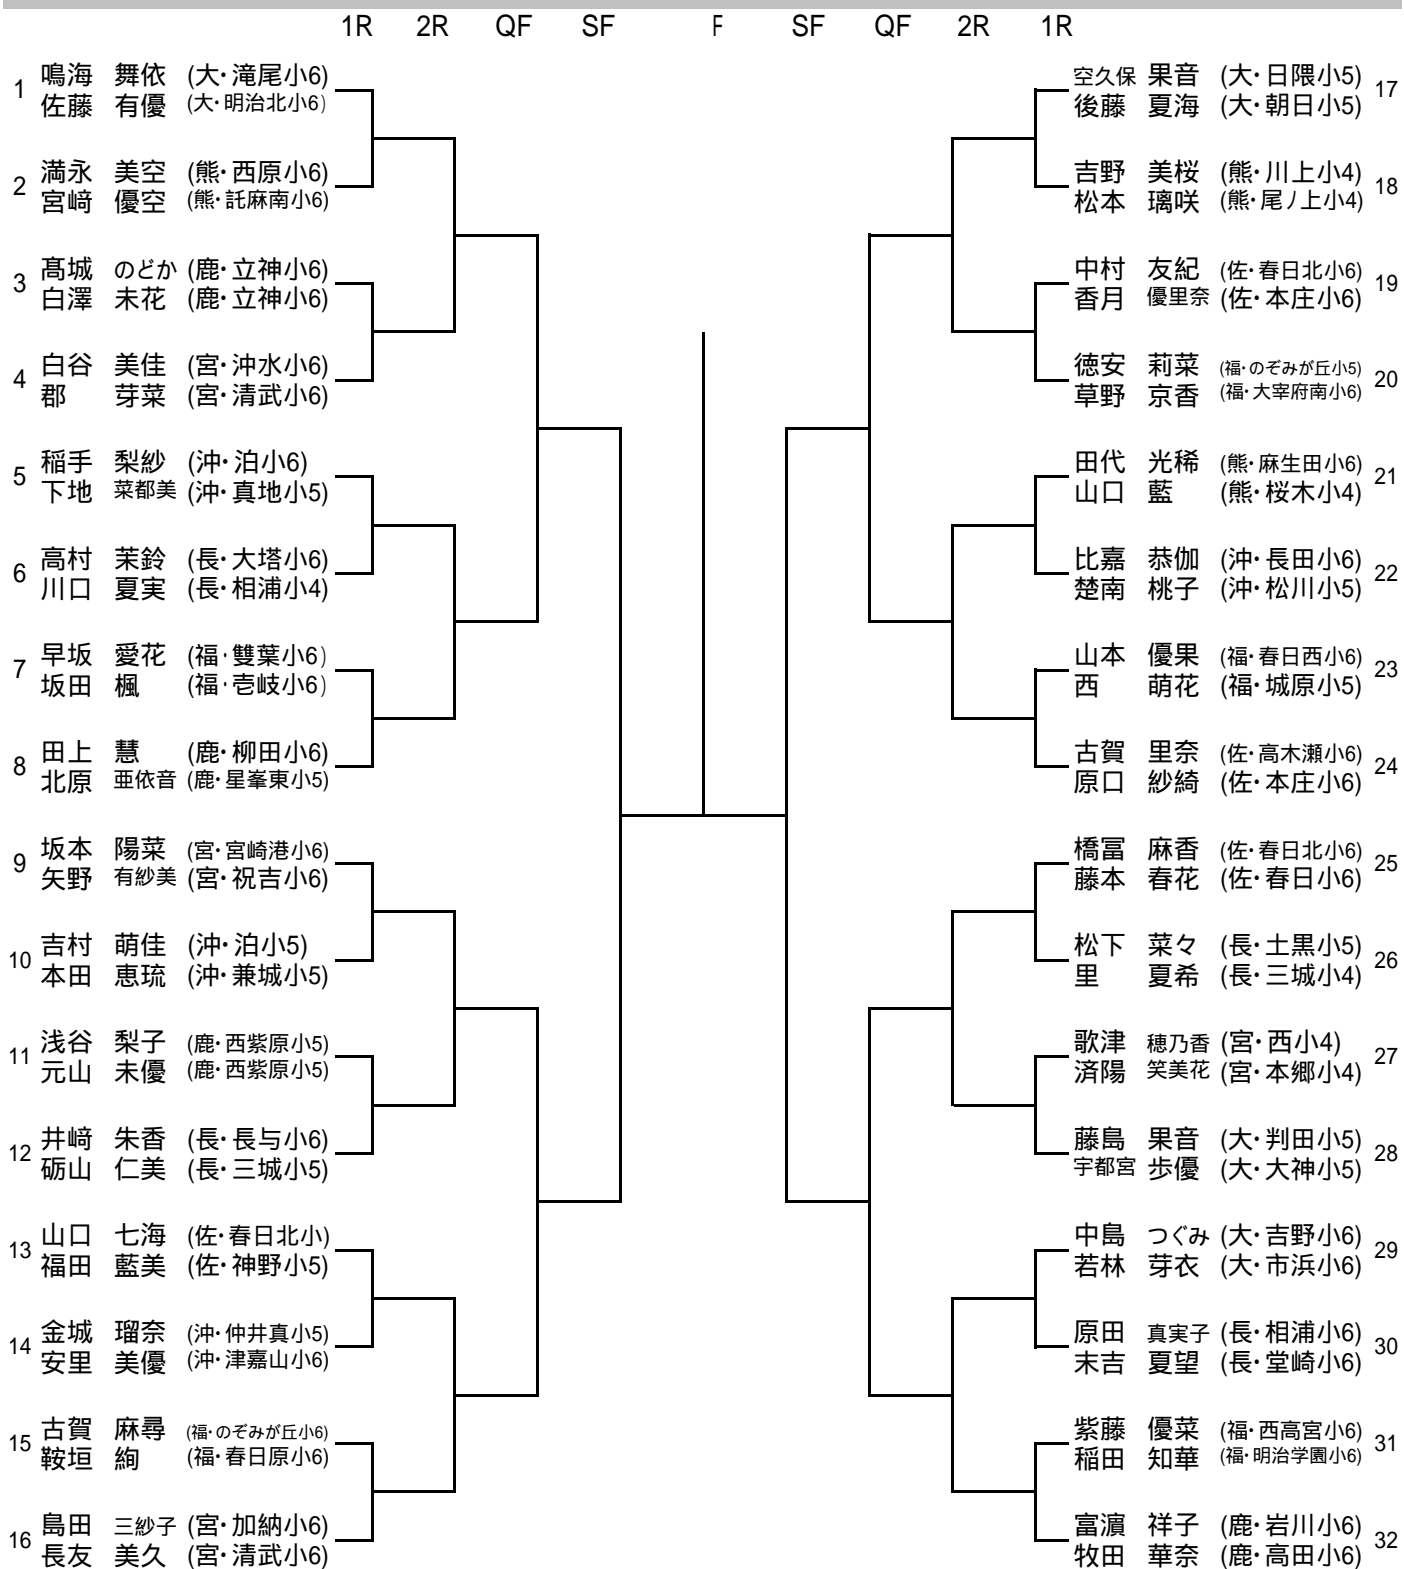 1R 2R QF SF F SF QF 2R 1R
1 鳴海 舞依 (大・滝尾小6)
佐藤 有優 (大・明治北小6)
2 満永 美空 (熊・西原小6)
宮﨑 優空 (熊・託麻南小6)
3 髙城 のどか (鹿・立神小6)
白澤 未花 (鹿・立神小6)
4 白谷 美佳 (宮・沖水小6)
郡 芽菜 (宮・清武小6)
5 稲手 梨紗 (沖・泊小6)
下地 菜都美 (沖・真地小5)
6 高村 茉鈴 (長・大塔小6)
川口 夏実 (長・相浦小4)
7 早坂 愛花 (福・雙葉小6)
坂田 楓 (福・壱岐小6)
8 田上 慧 (鹿・柳田小6)
北原 亜依音 (鹿・星峯東小5)
9 坂本 陽菜 (宮・宮崎港小6)
矢野 有紗美 (宮・祝吉小6)
10 吉村 萌佳 (沖・泊小5)
本田 恵琉 (沖・兼城小5)
11 浅谷 梨子 (鹿・西紫原小5)
元山 未優 (鹿・西紫原小5)
12 井﨑 朱香 (長・長与小6)
砺山 仁美 (長・三城小5)
13 山口 七海 (佐・春日北小)
福田 藍美 (佐・神野小5)
14 金城 瑠奈 (沖・仲井真小5)
安里 美優 (沖・津嘉山小6)
15 古賀 麻尋 (福・のぞみが丘小6)
鞍垣 絢 (福・春日原小6)
16 島田 三紗子 (宮・加納小6)
長友 美久 (宮・清武小6)
空久保 果音 (大・日隈小5) 17
後藤 夏海 (大・朝日小5)
吉野 美桜 (熊・川上小4) 18
松本 璃咲 (熊・尾ノ上小4)
中村 友紀 (佐・春日北小6) 19
香月 優里奈 (佐・本庄小6)
徳安 莉菜 (福・のぞみが丘小5) 20
草野 京香 (福・大宰府南小6)
田代 光稀 (熊・麻生田小6) 21
山口 藍 (熊・桜木小4)
比嘉 恭伽 (沖・長田小6) 22
楚南 桃子 (沖・松川小5)
山本 優果 (福・春日西小6) 23
西 萌花 (福・城原小5)
古賀 里奈 (佐・高木瀬小6) 24
原口 紗綺 (佐・本庄小6)
橋冨 麻香 (佐・春日北小6) 25
藤本 春花 (佐・春日小6)
松下 菜々 (長・土黒小5) 26
里 夏希 (長・三城小4)
歌津 穂乃香 (宮・西小4) 27
済陽 笑美花 (宮・本郷小4)
藤島 果音 (大・判田小5) 28
宇都宮 歩優 (大・大神小5)
中島 つぐみ (大・吉野小6) 29
若林 芽衣 (大・市浜小6)
原田 真実子 (長・相浦小6) 30
末吉 夏望 (長・堂崎小6)
紫藤 優菜 (福・西高宮小6) 31
稲田 知華 (福・明治学園小6)
富濵 祥子 (鹿・岩川小6) 32
牧田 華奈 (鹿・高田小6)